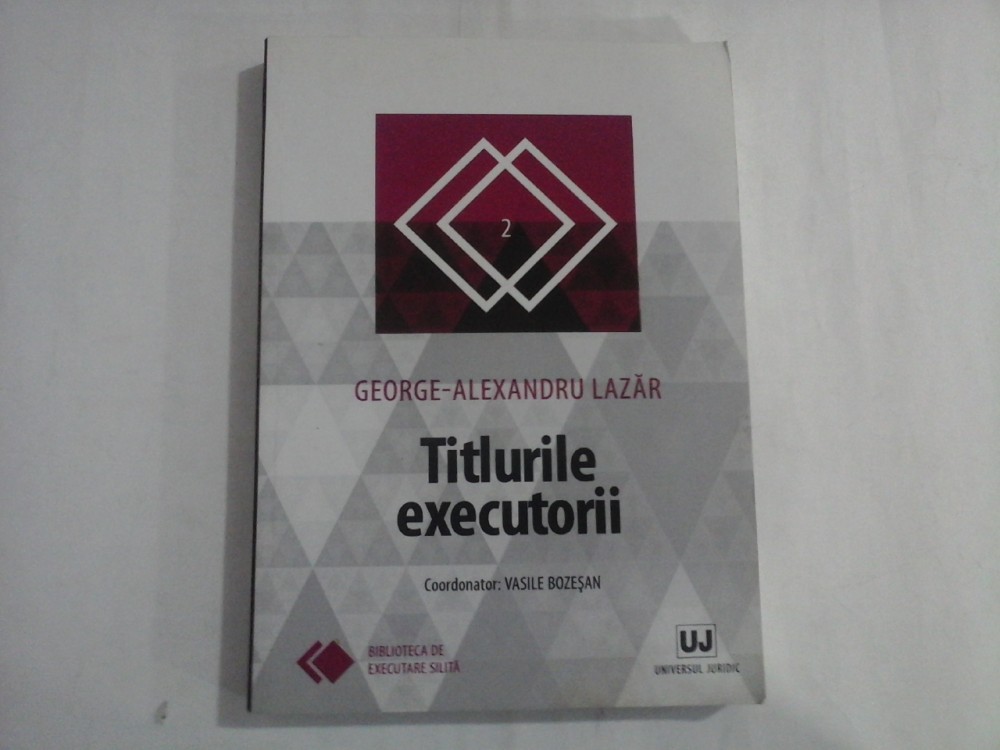 2
GEORGE-ALEXANDRU LAZĂR
Titlurile
executorii
Coordonator: VASILE BOZEŞAN
BIBLIOTECA DE
EXECUTARE SILITĂ
UJ
UNIVERSUL JURIDIC